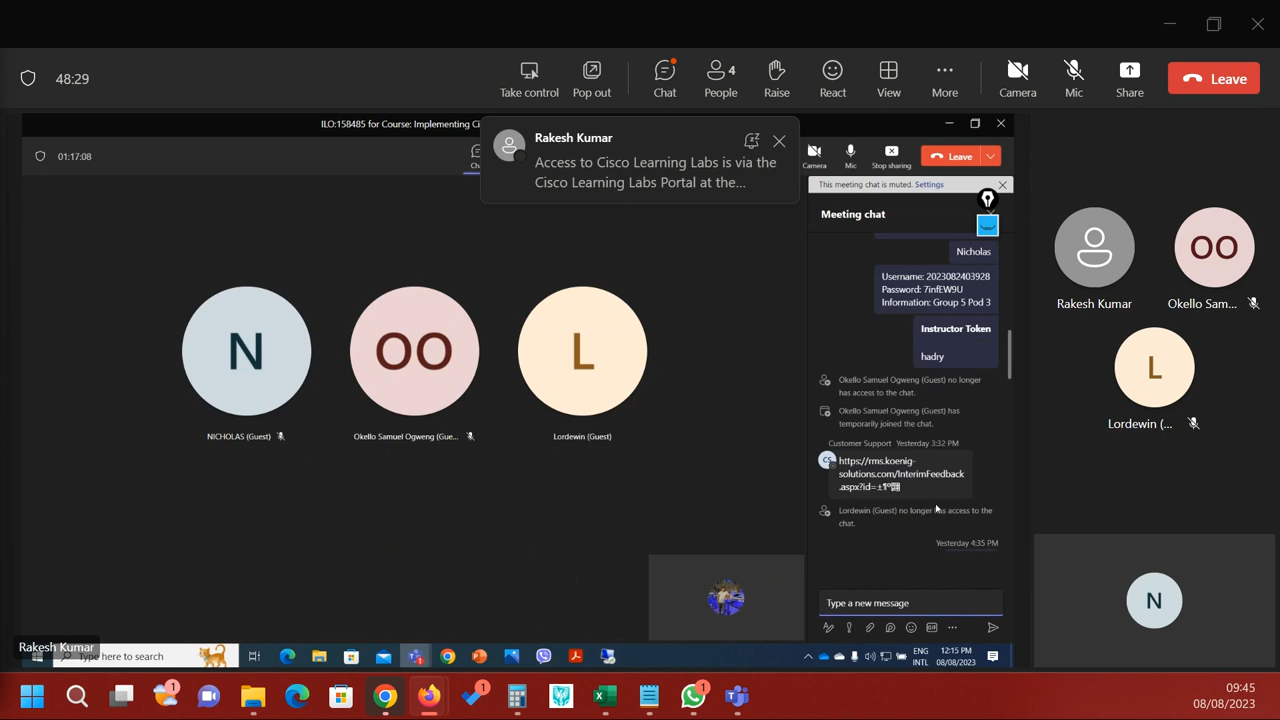 48:29
Take control
Pop out
Chat
4
People
Raise
React
View
More
Camera
Mic
Share
Leave
ILO:158485 for Course: Implementing Ci
Rakesh Kumar
Access to Cisco Learning Labs is via the
Cisco Learning Labs Portal at the...
01:17:08
Camera
Mic
Stop sharing
Leave
This meeting chat is muted. Settings
Meeting chat
Nicholas
Username: 2023082403928
Password: 7infEW9U
Information: Group 5 Pod 3
Instructor Token
hadry
Okello Samuel Ogweng (Guest) no longer
has access to the chat.
Okello Samuel Ogweng (Guest) has
temporarily joined the chat.
Customer Support Yesterday 3:32 PM
CS
https://rms.koenig-
solutions.com/InterimFeedback
Lordewin (Guest) no longer has access to the
chat.
Yesterday 4:35 PM
Type a new message
N
OO
L
NICHOLAS (Guest)
Okello Samuel Ogweng (Gue...
Lordewin (Guest)
OO
Rakesh Kumar
Okello Sam...
L
Lordewin (...
N
Rakesh Kumar
Type here to search
ENG
INTL
12:15 PM
08/08/2023
1
1
1
09:45
08/08/2023